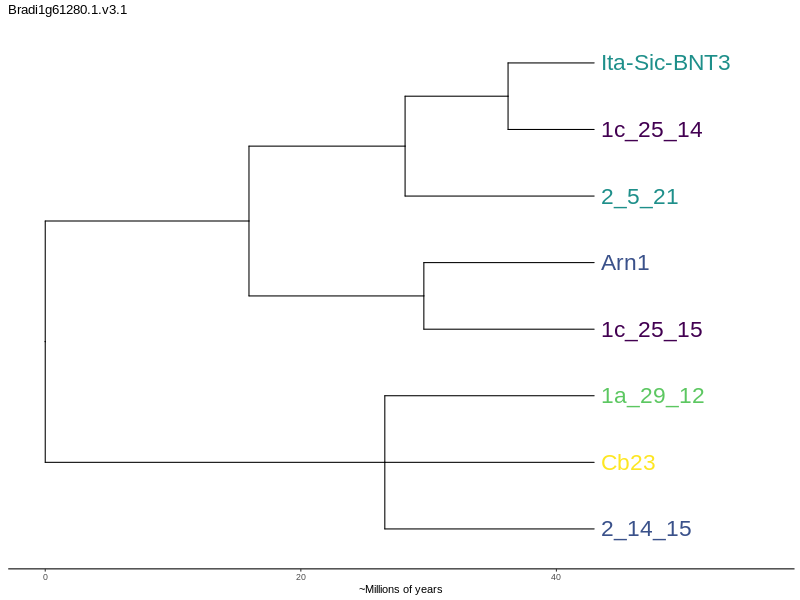 Bradi1g61280.1.v3.1
Ita-Sic-BNT3
1c_25_14
2_5_21
Arn1
1c_25_15
1a_29_12
Cb23
2_14_15
0 20 40
~Millions of years